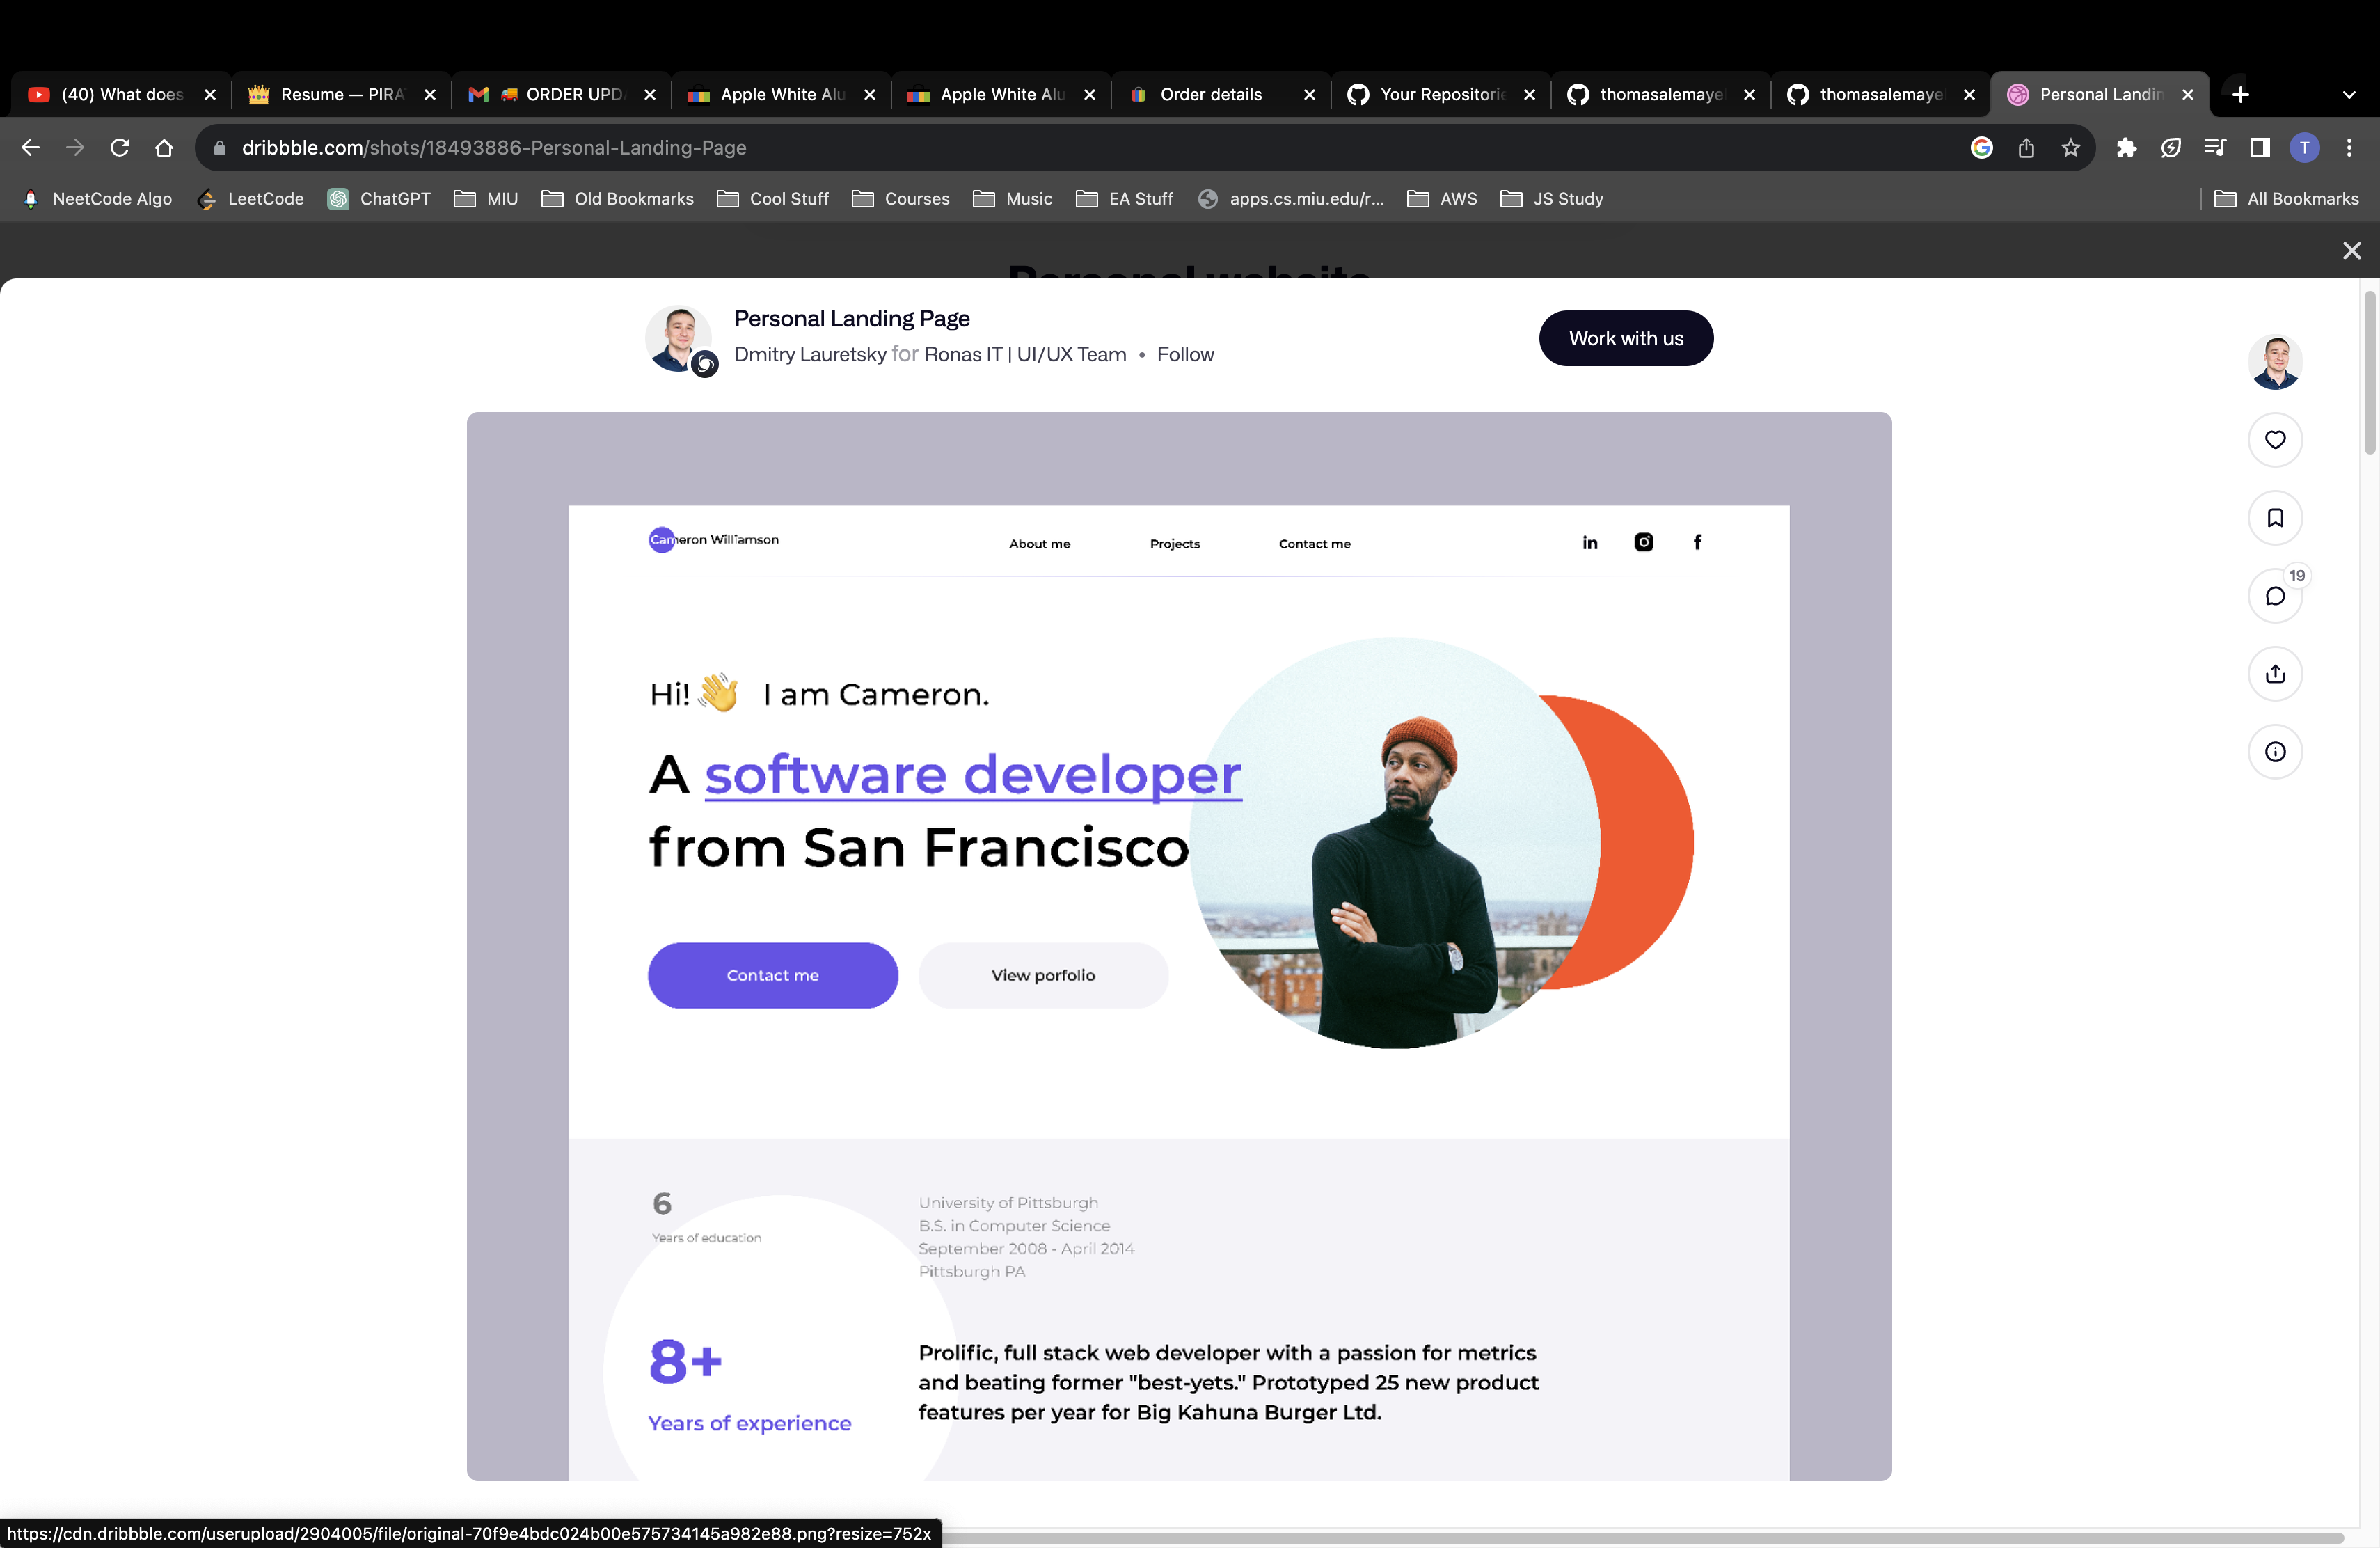 (40) What does
Resume — PIRA
ORDER UPD
Apple White Alu
Apple White Alu
Order details
Your Repositorie
thomasalemaye
thomasalemaye
Personal Landin
dribbble.com/shots/18493886-Personal-Landing-Page
T
NeetCode Algo
LeetCode
ChatGPT
MIU
Old Bookmarks
Cool Stuff
Courses
Music
EA Stuff
apps.cs.miu.edu/r...
AWS
JS Study
All Bookmarks
Personal website
Personal Landing Page
Dmitry Lauretsky for Ronas IT | UI/UX Team • Follow
Work with us
19
Cameron Williamson
About me
Projects
Contact me
in
f
Hi! 👋 I am Cameron.
A software developer
from San Francisco
Contact me
View porfolio
6
Years of education
University of Pittsburgh
B.S. in Computer Science
September 2008 - April 2014
Pittsburgh PA
8+
Years of experience
Prolific, full stack web developer with a passion for metrics
and beating former "best-yets." Prototyped 25 new product
features per year for Big Kahuna Burger Ltd.
https://cdn.dribbble.com/userupload/2904005/file/original-70f9e4bdc024b00e575734145a982e88.png?resize=752x